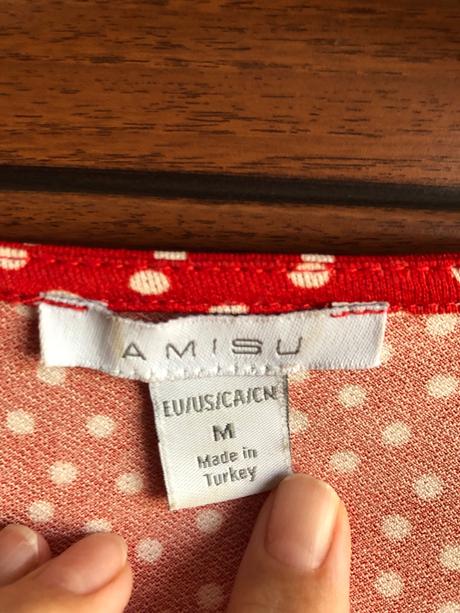 AMISU
EU/US/CA/CN
M
Made in
Turkey